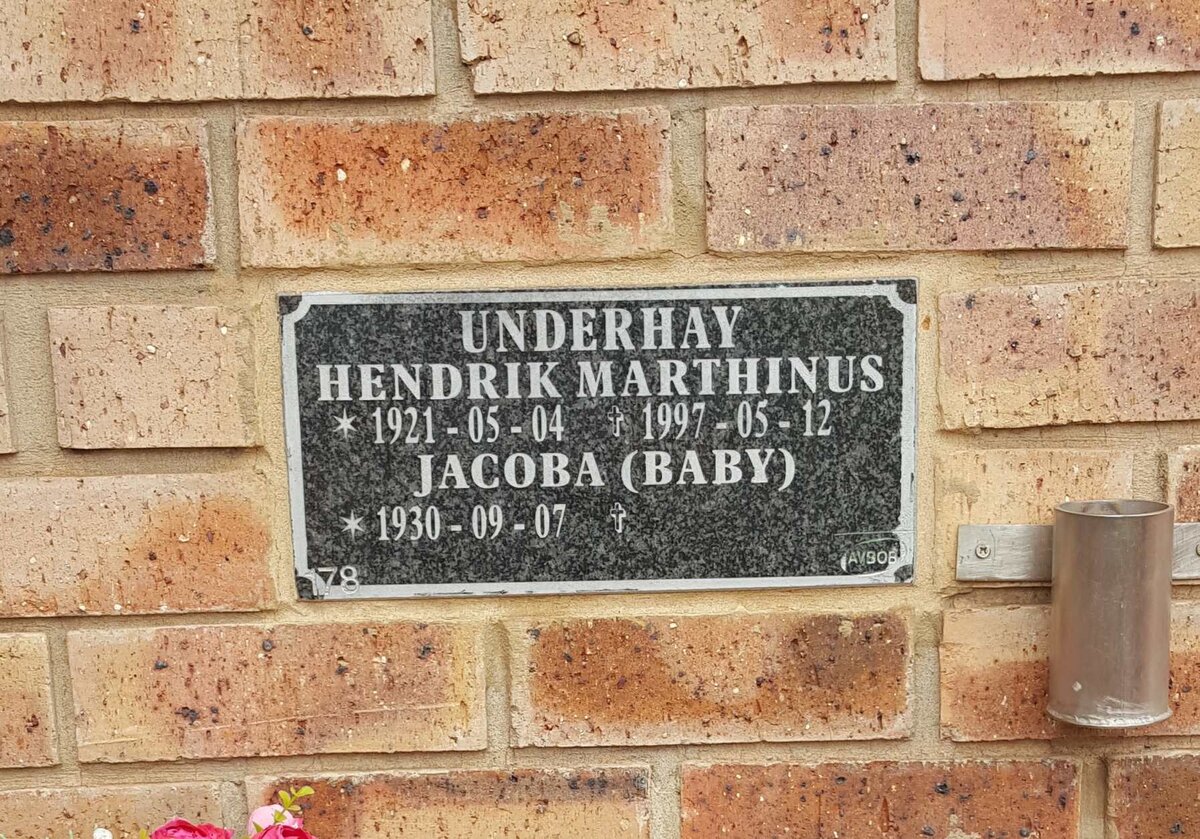 UNDERHAY
HENDRIK MARTHINUS
✶ 1921 - 05 - 04 ✞ 1997 - 05 - 12
JACOBA (BABY)
✶ 1930 - 09 - 07 ✞
78
AVBOB